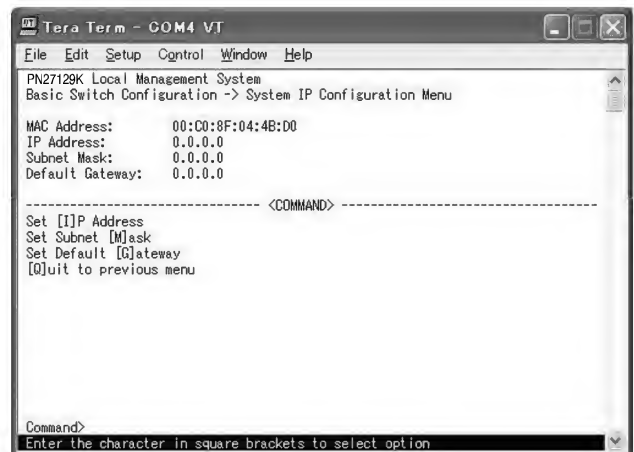 Tera Term - COM4 VT
File Edit Setup Control Window Help
PN27129K Local Management System
Basic Switch Configuration -> System IP Configuration Menu
MAC Address: 00:C0:8F:04:4B:D0
IP Address: 0.0.0.0
Subnet Mask: 0.0.0.0
Default Gateway: 0.0.0.0
------------------------------ <COMMAND> ---------------------------------
Set [I]P Address
Set Subnet [M]ask
Set Default [G]ateway
[Q]uit to previous menu
Command>
Enter the character in square brackets to select option